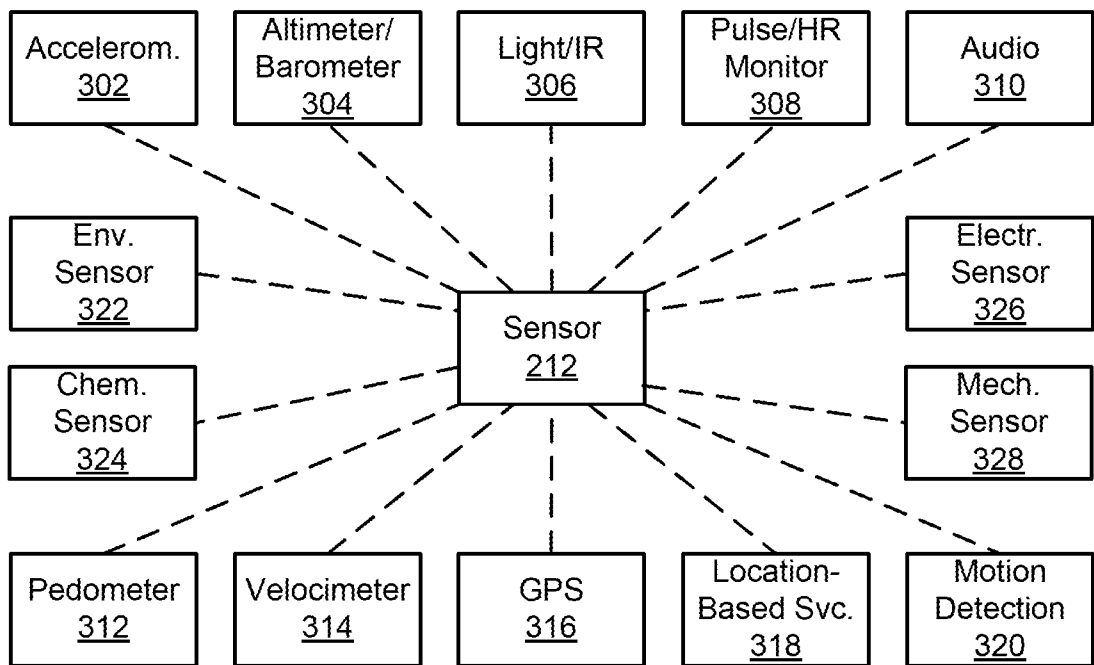 Accelerom.
302
Altimeter/
Barometer
304
Light/IR
306
Pulse/HR
Monitor
308
Audio
310
Env.
Sensor
322
Electr.
Sensor
326
Sensor
212
Chem.
Sensor
324
Mech.
Sensor
328
Pedometer
312
Velocimeter
314
GPS
316
Location-
Based Svc.
318
Motion
Detection
320